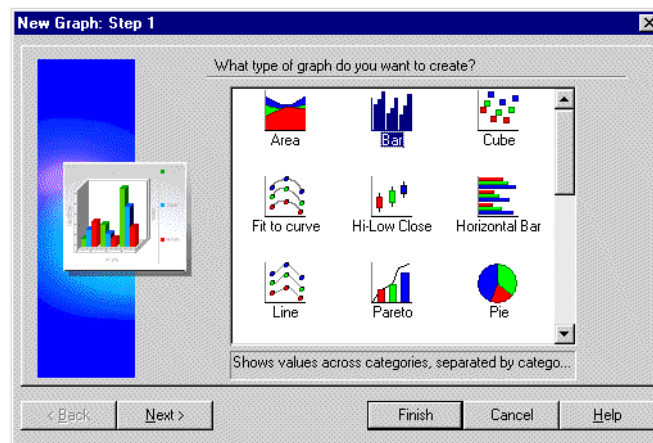 New Graph: Step 1
What type of graph do you want to create?
Area Bar Cube
Fit to curve Hi-Low Close Horizontal Bar
Line Pareto Pie
Shows values across categories, separated by catego...
< Back Next > Finish Cancel Help